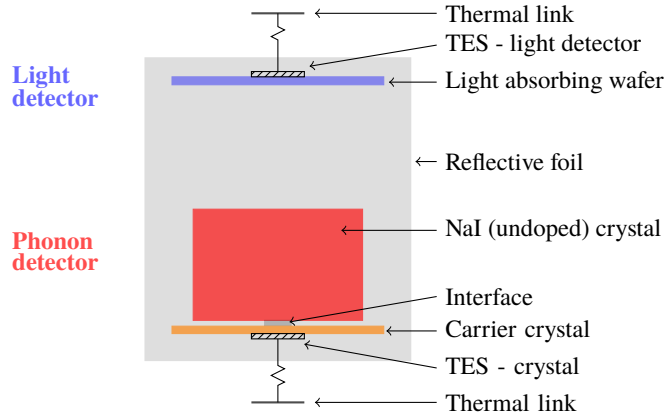 Thermal link
TES - light detector
Light
detector
Light absorbing wafer
Reflective foil
Phonon
detector
NaI (undoped) crystal
Interface
Carrier crystal
TES - crystal
Thermal link